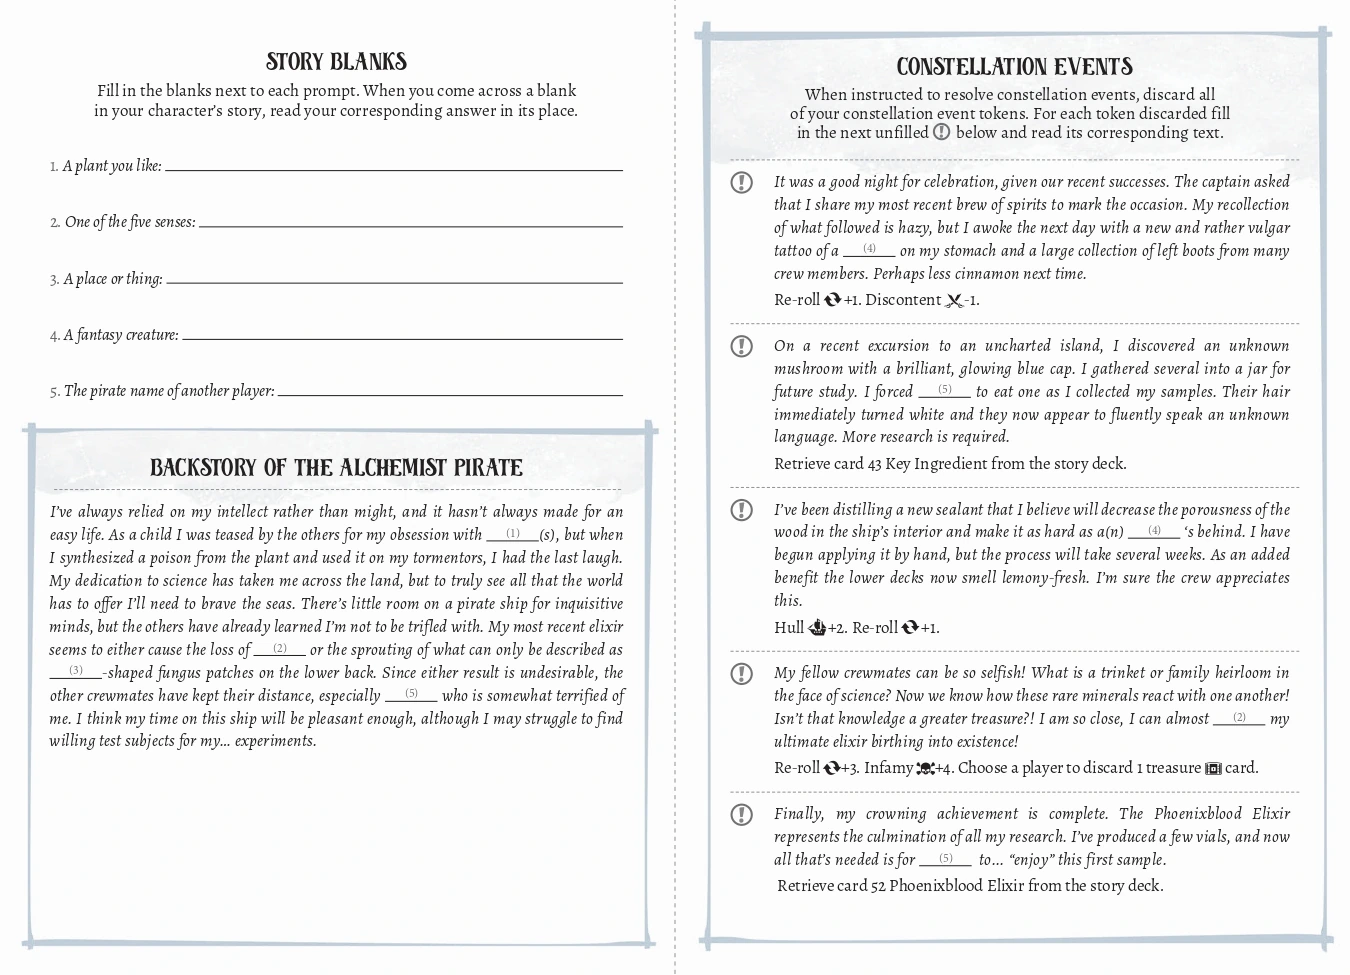 STORY BLANKS
Fill in the blanks next to each prompt. When you come across a blank
in your character's story, read your corresponding answer in its place.
1. A plant you like:
2. One of the five senses:
3. A place or thing:
4. A fantasy creature:
5. The pirate name of another player:
BACKSTORY OF THE ALCHEMIST PIRATE
I've always relied on my intellect rather than might, and it hasn't always made for an
easy life. As a child I was teased by the others for my obsession with (1) (s), but when
I synthesized a poison from the plant and used it on my tormentors, I had the last laugh.
My dedication to science has taken me across the land, but to truly see all that the world
has to offer I'll need to brave the seas. There's little room on a pirate ship for inquisitive
minds, but the others have already learned I'm not to be trifled with. My most recent elixir
seems to either cause the loss of (2) or the sprouting of what can only be described as
(3)-shaped fungus patches on the lower back. Since either result is undesirable, the
other crewmates have kept their distance, especially (5) who is somewhat terrified of
me. I think my time on this ship will be pleasant enough, although I may struggle to find
willing test subjects for my... experiments.
CONSTELLATION EVENTS
When instructed to resolve constellation events, discard all
of your constellation event tokens. For each token discarded fill
in the next unfilled ! below and read its corresponding text.
! It was a good night for celebration, given our recent successes. The captain asked
that I share my most recent brew of spirits to mark the occasion. My recollection
of what followed is hazy, but I awoke the next day with a new and rather vulgar
tattoo of a (4) on my stomach and a large collection of left boots from many
crew members. Perhaps less cinnamon next time.
Re-roll +1. Discontent -1.
! On a recent excursion to an uncharted island, I discovered an unknown
mushroom with a brilliant, glowing blue cap. I gathered several into a jar for
future study. I forced (5) to eat one as I collected my samples. Their hair
immediately turned white and they now appear to fluently speak an unknown
language. More research is required.
Retrieve card 43 Key Ingredient from the story deck.
! I've been distilling a new sealant that I believe will decrease the porousness of the
wood in the ship's interior and make it as hard as a(n) (4) 's behind. I have
begun applying it by hand, but the process will take several weeks. As an added
benefit the lower decks now smell lemony-fresh. I'm sure the crew appreciates
this.
Hull +2. Re-roll +1.
! My fellow crewmates can be so selfish! What is a trinket or family heirloom in
the face of science? Now we know how these rare minerals react with one another!
Isn't that knowledge a greater treasure?! I am so close, I can almost (2) my
ultimate elixir birthing into existence!
Re-roll +3. Infamy +4. Choose a player to discard 1 treasure card.
! Finally, my crowning achievement is complete. The Phoenixblood Elixir
represents the culmination of all my research. I've produced a few vials, and now
all that's needed is for (5) to... “enjoy” this first sample.
Retrieve card 52 Phoenixblood Elixir from the story deck.